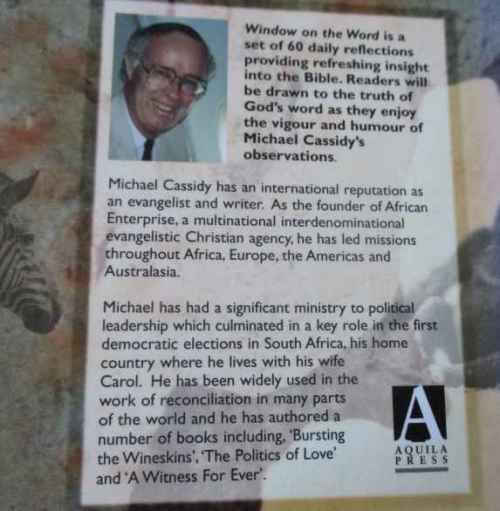 Window on the Word is a
set of 60 daily reflections
providing refreshing insight
into the Bible. Readers will
be drawn to the truth of
God's word as they enjoy
the vigour and humour of
Michael Cassidy's
observations.
Michael Cassidy has an international reputation as
an evangelist and writer. As the founder of African
Enterprise, a multinational interdenominational
evangelistic Christian agency, he has led missions
throughout Africa, Europe, the Americas and
Australasia.
Michael has had a significant ministry to political
leadership which culminated in a key role in the first
democratic elections in South Africa, his home
country where he lives with his wife
Carol. He has been widely used in the
work of reconciliation in many parts
of the world and he has authored a
number of books including, 'Bursting
the Wineskins', 'The Politics of Love'
and 'A Witness For Ever'.
A
AQUILA
PRESS